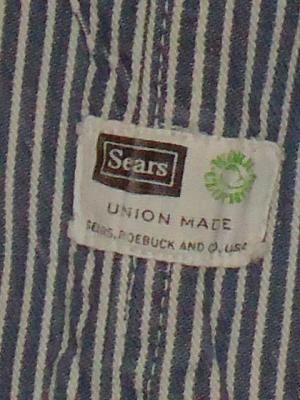 Sears
UNION MADE
SEARS, ROEBUCK AND CO. USA